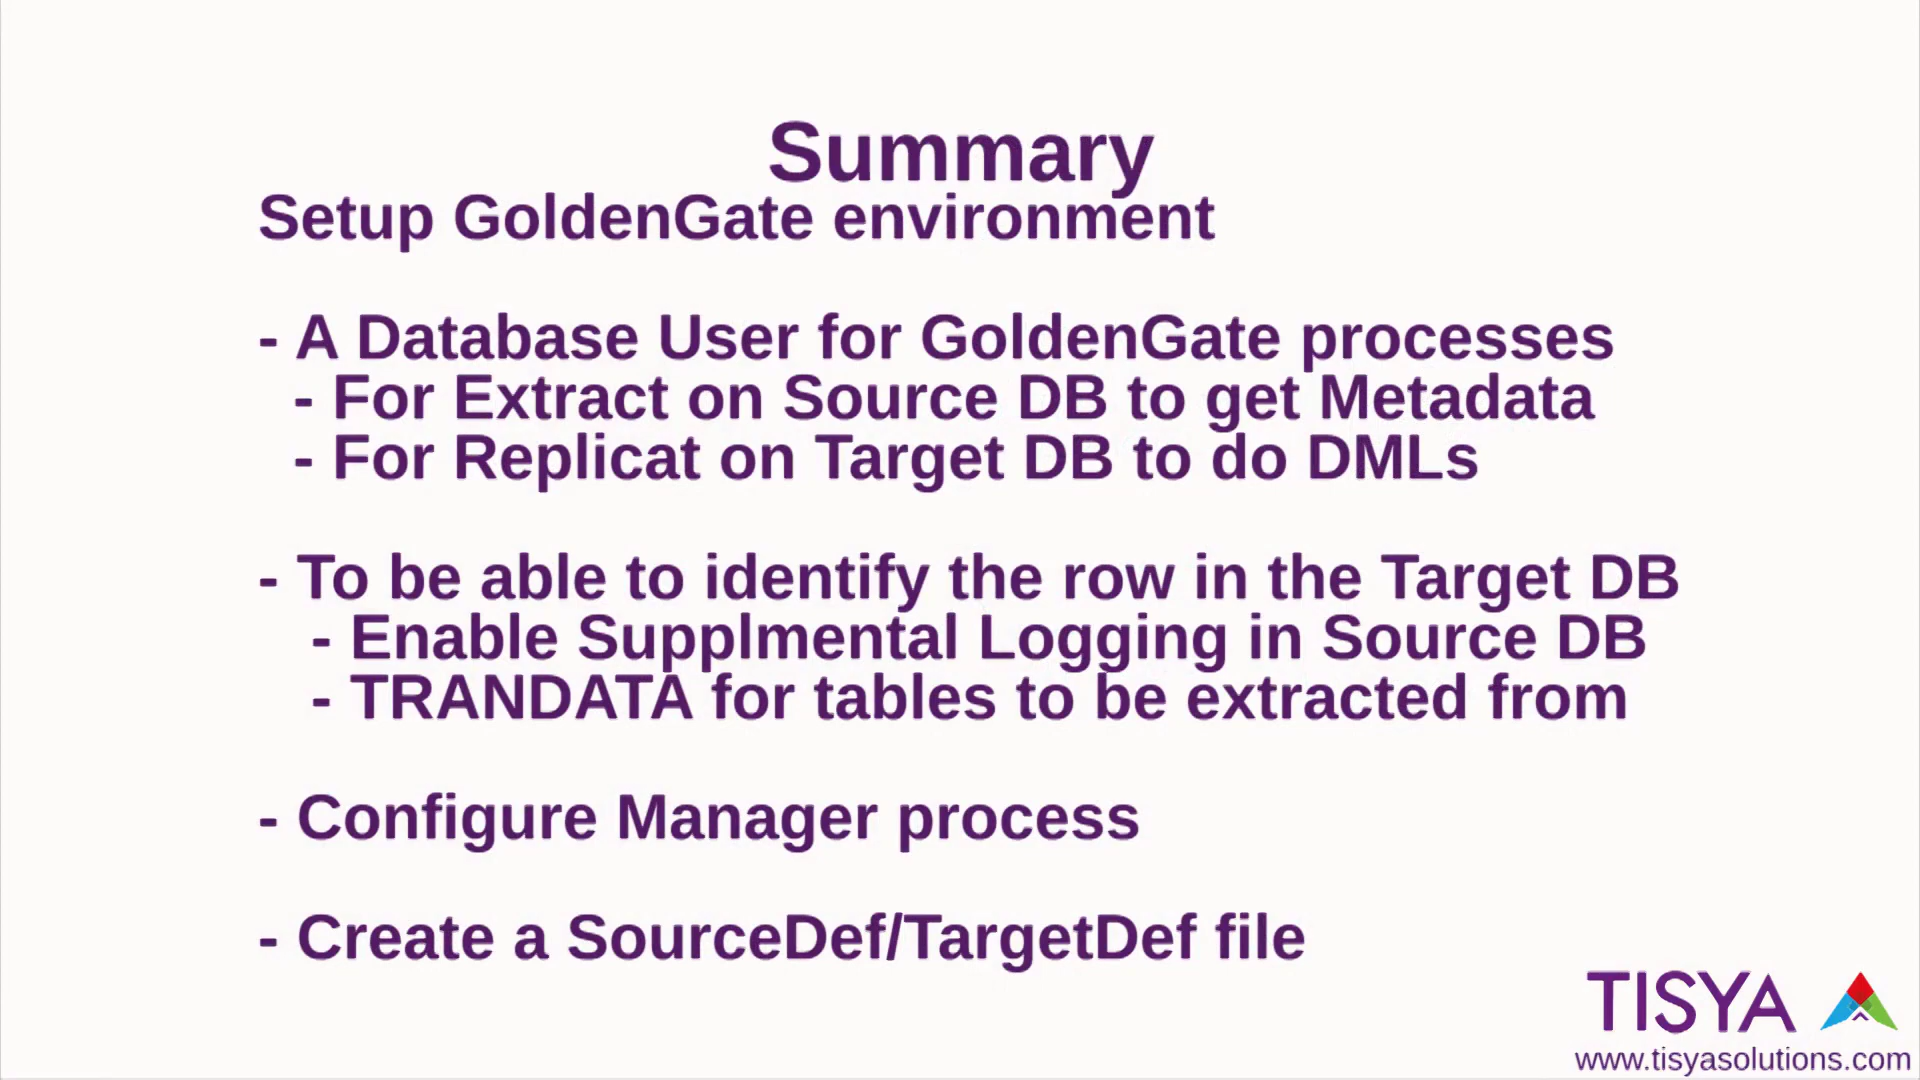 Summary
Setup GoldenGate environment
- A Database User for GoldenGate processes
- For Extract on Source DB to get Metadata
- For Replicat on Target DB to do DMLs
- To be able to identify the row in the Target DB
- Enable Supplmental Logging in Source DB
- TRANDATA for tables to be extracted from
- Configure Manager process
- Create a SourceDef/TargetDef file
TISYA
www.tisyasolutions.com